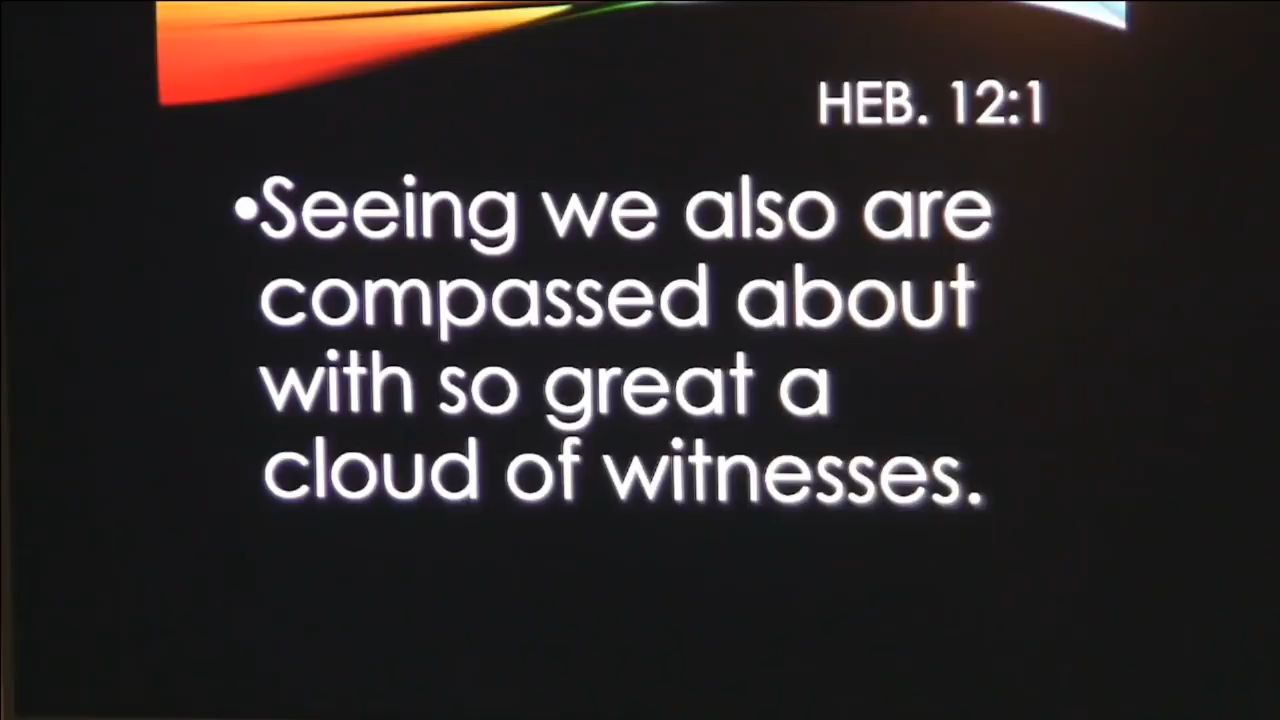 HEB. 12:1
•Seeing we also are
compassed about
with so great a
cloud of witnesses.